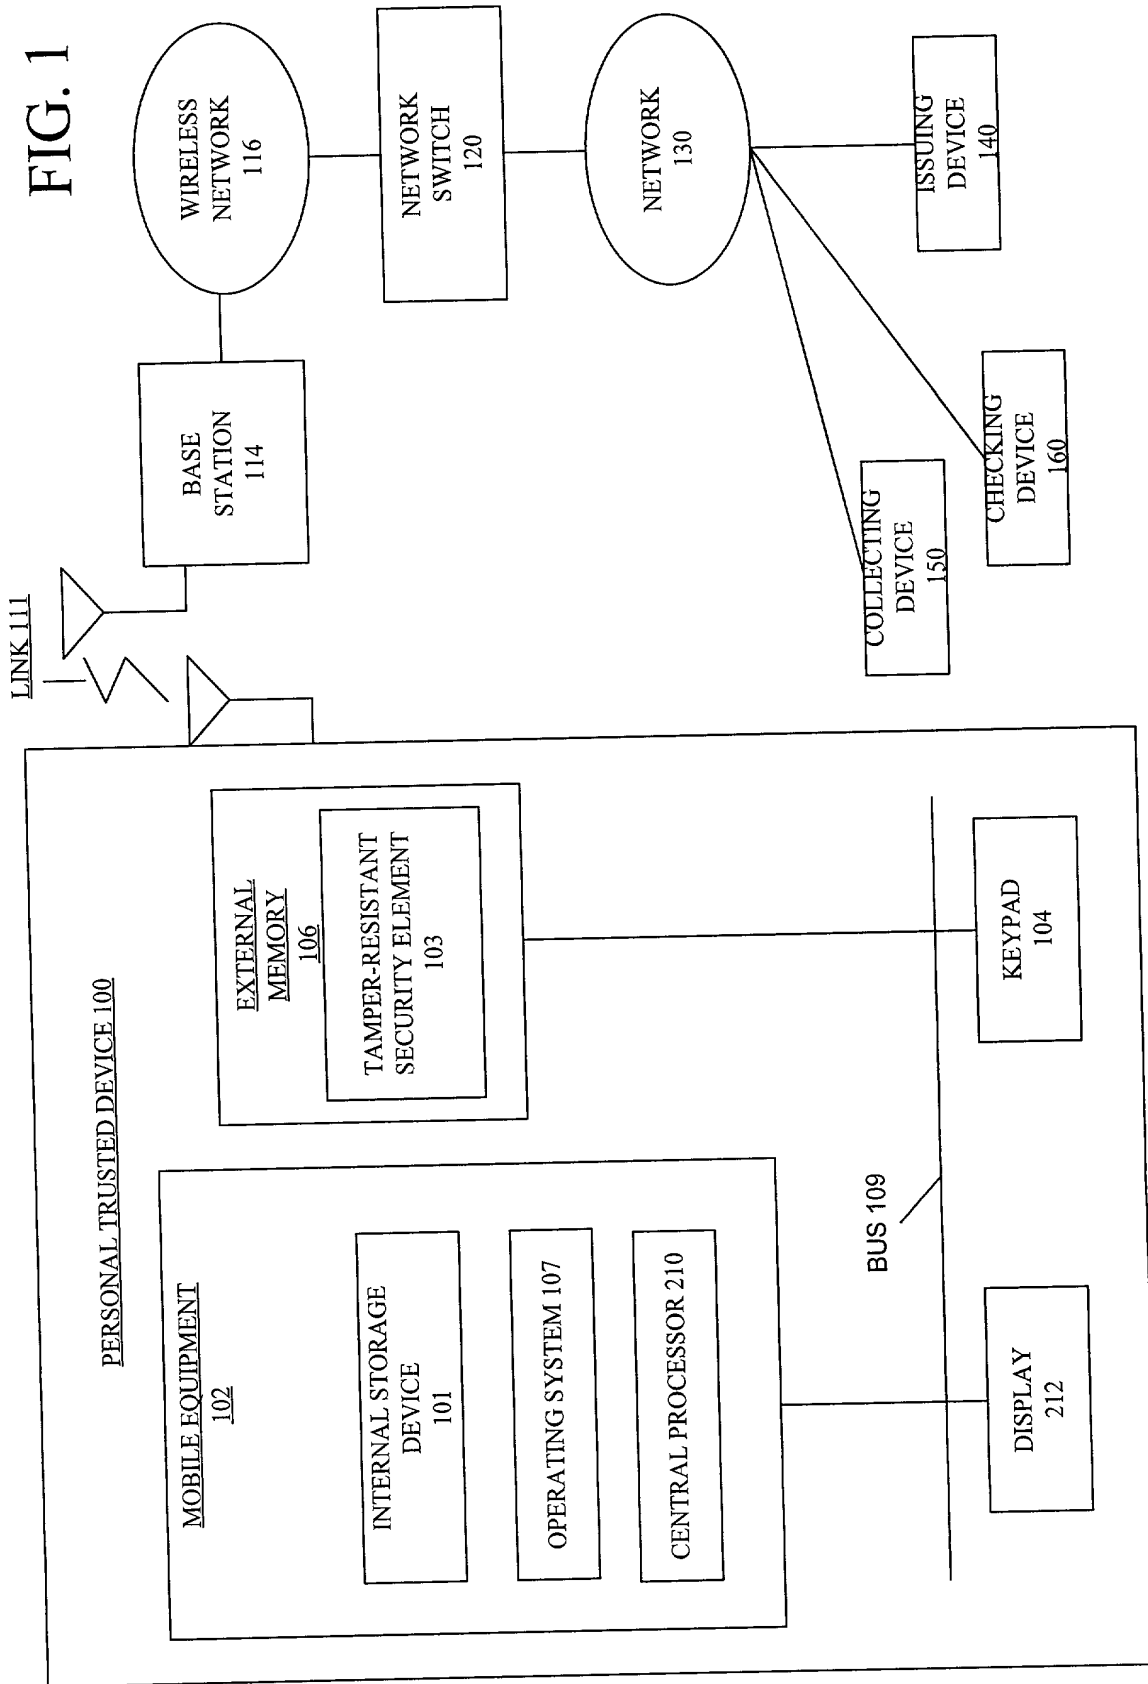 FIG. 1
PERSONAL TRUSTED DEVICE 100
LINK 111
MOBILE EQUIPMENT
102
INTERNAL STORAGE
DEVICE
101
OPERATING SYSTEM 107
CENTRAL PROCESSOR 210
EXTERNAL
MEMORY
106
TAMPER-RESISTANT
SECURITY ELEMENT
103
BUS 109
DISPLAY
212
KEYPAD
104
BASE
STATION
114
WIRELESS
NETWORK
116
NETWORK
SWITCH
120
NETWORK
130
COLLECTING
DEVICE
150
CHECKING
DEVICE
160
ISSUING
DEVICE
140